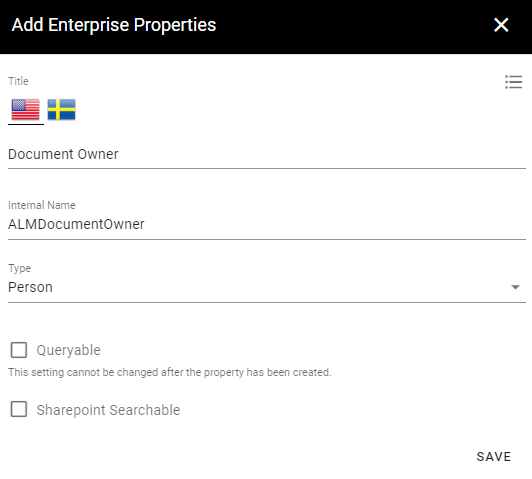 Add Enterprise Properties
Title
Document Owner
Internal Name
ALMDocumentOwner
Type
Person
Queryable
This setting cannot be changed after the property has been created.
Sharepoint Searchable
SAVE